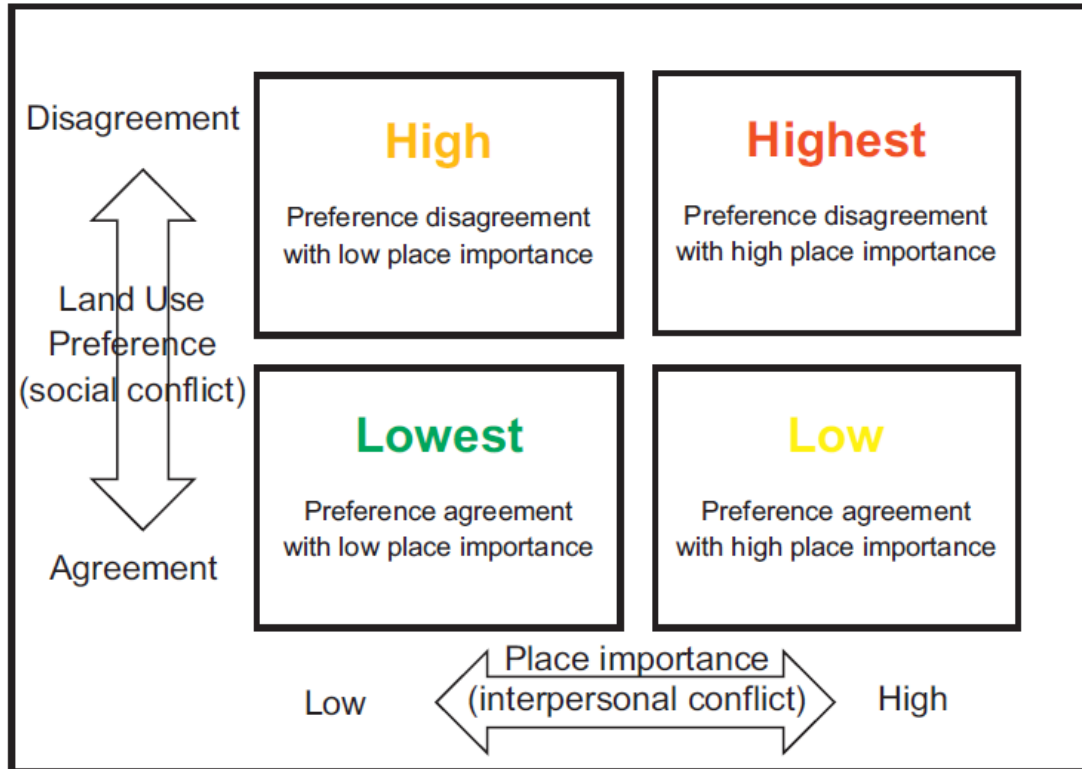 Disagreement
High
Preference disagreement
with low place importance
Highest
Preference disagreement
with high place importance
Land Use
Preference
(social conflict)
Lowest
Preference agreement
with low place importance
Low
Preference agreement
with high place importance
Agreement
Place importance
(interpersonal conflict)
Low
High